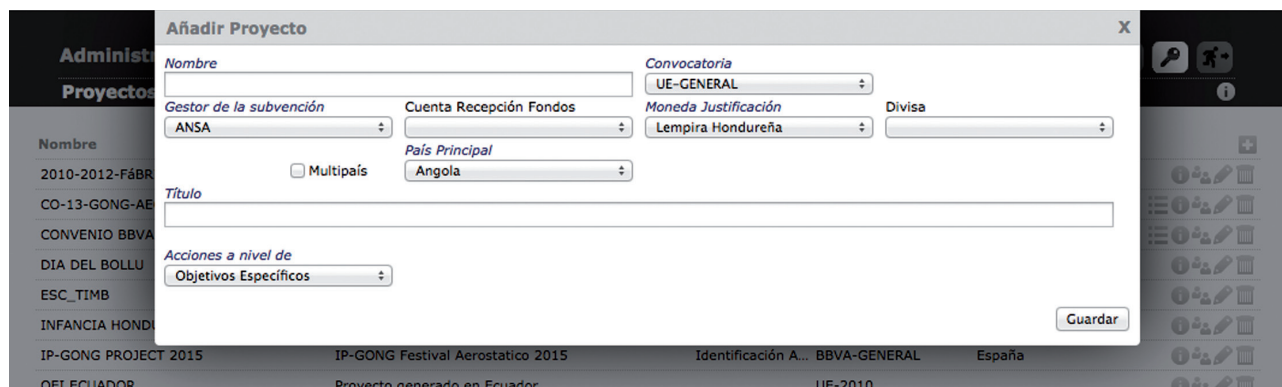 Añadir Proyecto X
Administr
Nombre Convocatoria
UE-GENERAL
Proyectos
Gestor de la subvención Cuenta Recepción Fondos Moneda Justificación Divisa
ANSA Lempira Hondureña
Nombre
País Principal
Multipaís Angola
2010-2012-FáBR
Título
CO-13-GONG-AE
CONVENIO BBVA
Acciones a nivel de
DIA DEL BOLLU
Objetivos Específicos
ESC_TIMB
INFANCIA HONDU
Guardar
IP-GONG PROJECT 2015 IP-GONG Festival Aerostatico 2015 Identificación A... BBVA-GENERAL España
OEI ECUADOR Proyecto generado en Ecuador UE-2010